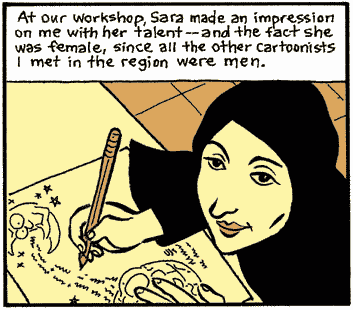 At our workshop, Sara made an impression
on me with her talent--and the fact she
was female, since all the other cartoonists
I met in the region were men.